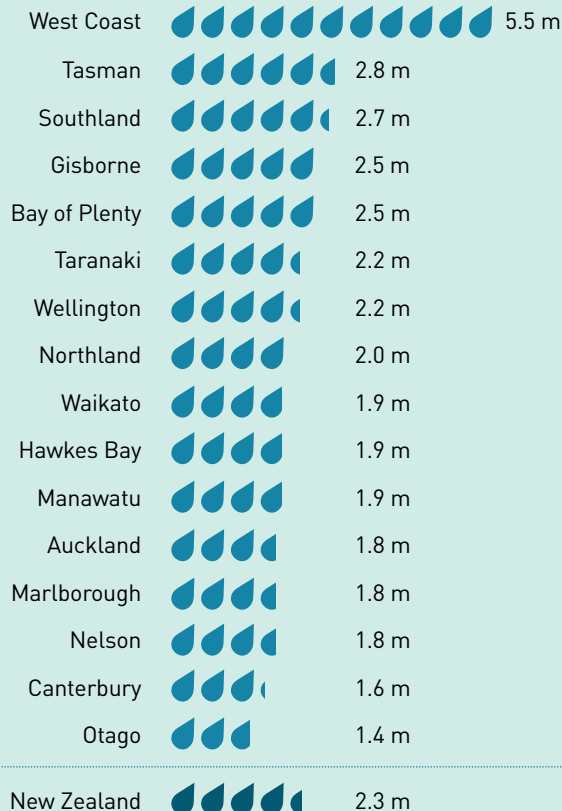 West Coast 5.5 m
Tasman 2.8 m
Southland 2.7 m
Gisborne 2.5 m
Bay of Plenty 2.5 m
Taranaki 2.2 m
Wellington 2.2 m
Northland 2.0 m
Waikato 1.9 m
Hawkes Bay 1.9 m
Manawatu 1.9 m
Auckland 1.8 m
Marlborough 1.8 m
Nelson 1.8 m
Canterbury 1.6 m
Otago 1.4 m
New Zealand 2.3 m